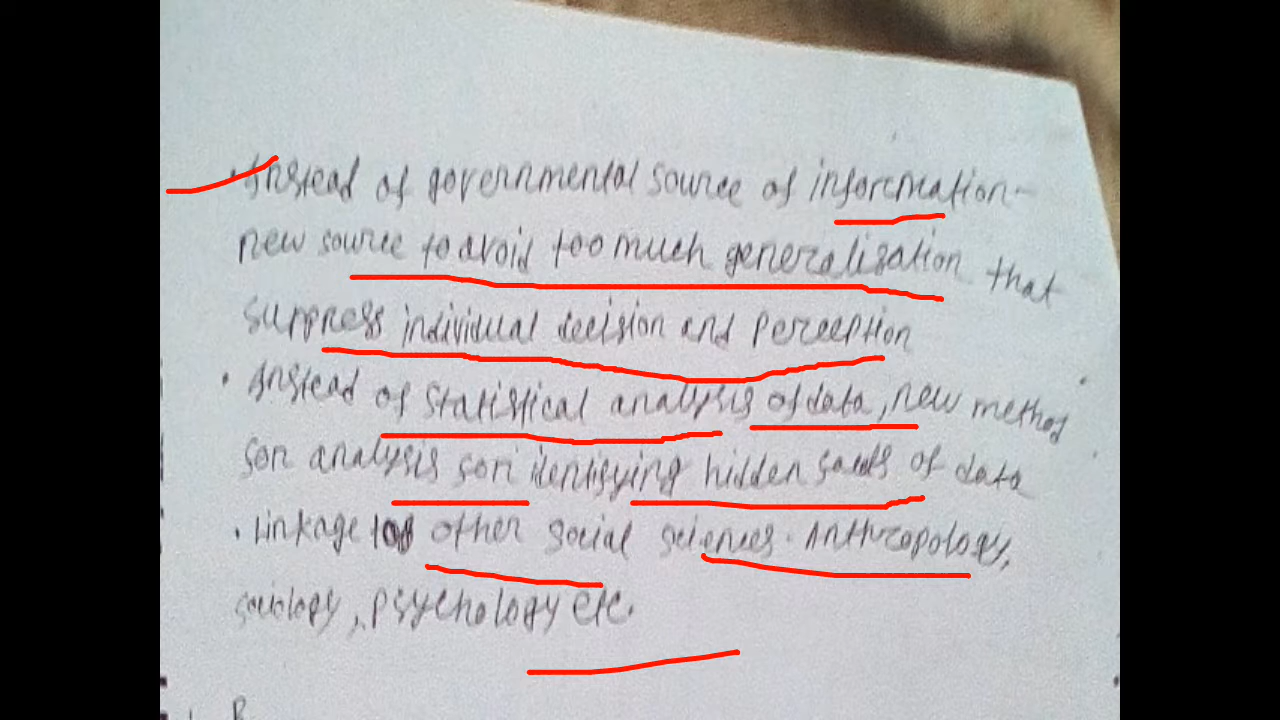 • Instead of governmental source of information-
new source to avoid too much generalisation that
suppress individual decision and perception
• Instead of statistical analysis of data, new method
for analysis for identifying hidden facets of data
• Linkage to other social sciences. Anthropology,
sociology, psychology etc.